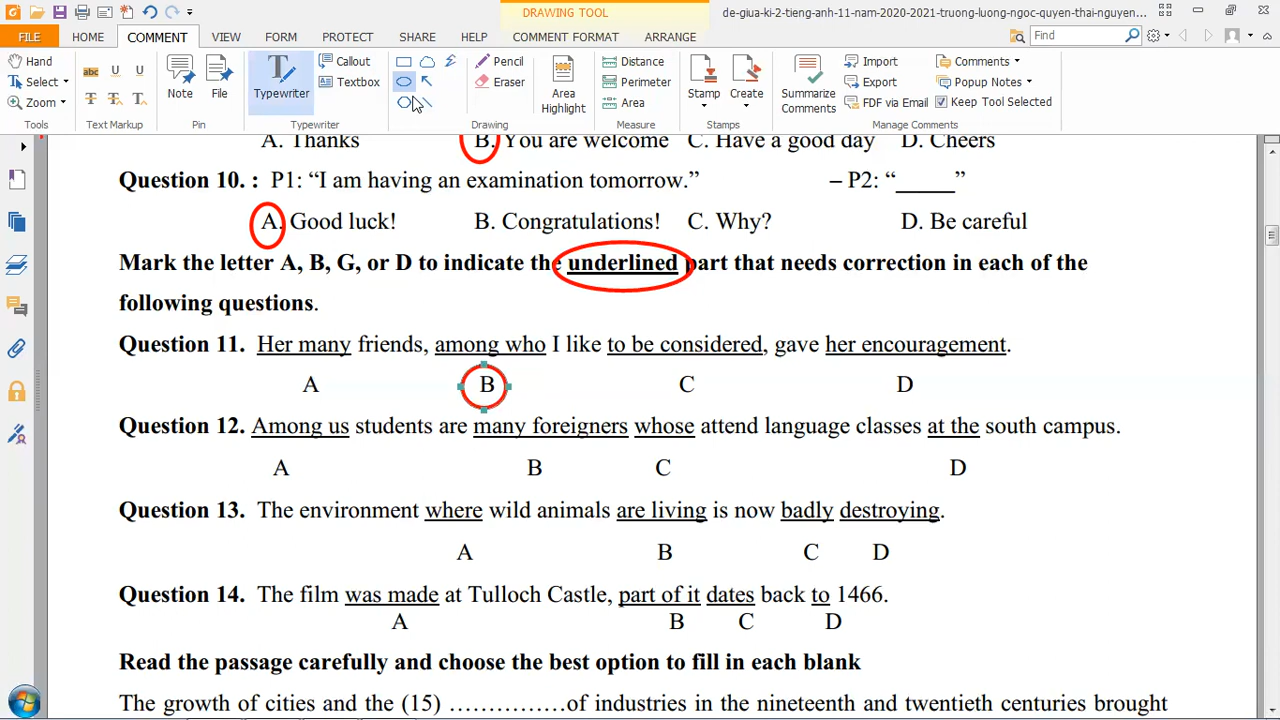 DRAWING TOOL
de-giua-ki-2-tieng-anh-11-nam-2020-2021-truong-luong-ngoc-quyen-thai-nguyen-...
FILE HOME COMMENT VIEW FORM PROTECT SHARE HELP COMMENT FORMAT ARRANGE Find
Hand
Select
Zoom
Tools
abc U U
T T T
Text Markup
Note
File
Pin
T
Typewriter
Callout
Textbox
Typewriter
Pencil
Eraser
Area
Highlight
Drawing
Distance
Perimeter
Area
Measure
Stamp
Create
Stamps
Summarize
Comments
Import
Export
FDF via Email
Comments
Popup Notes
Keep Tool Selected
Manage Comments
A. Thanks B. You are welcome C. Have a good day D. Cheers
Question 10. : P1: “I am having an examination tomorrow.” – P2: “_____”
A. Good luck! B. Congratulations! C. Why? D. Be careful
Mark the letter A, B, G, or D to indicate the underlined part that needs correction in each of the
following questions.
Question 11. Her many friends, among who I like to be considered, gave her encouragement.
A B C D
Question 12. Among us students are many foreigners whose attend language classes at the south campus.
A B C D
Question 13. The environment where wild animals are living is now badly destroying.
A B C D
Question 14. The film was made at Tulloch Castle, part of it dates back to 1466.
A B C D
Read the passage carefully and choose the best option to fill in each blank
The growth of cities and the (15) ……………of industries in the nineteenth and twentieth centuries brought